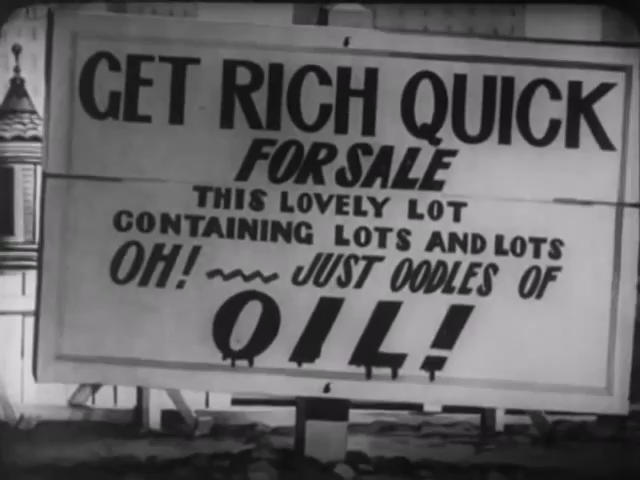 GET RICH QUICK
FOR SALE
THIS LOVELY LOT
CONTAINING LOTS AND LOTS
OH! ~~~ JUST OODLES OF
OIL!